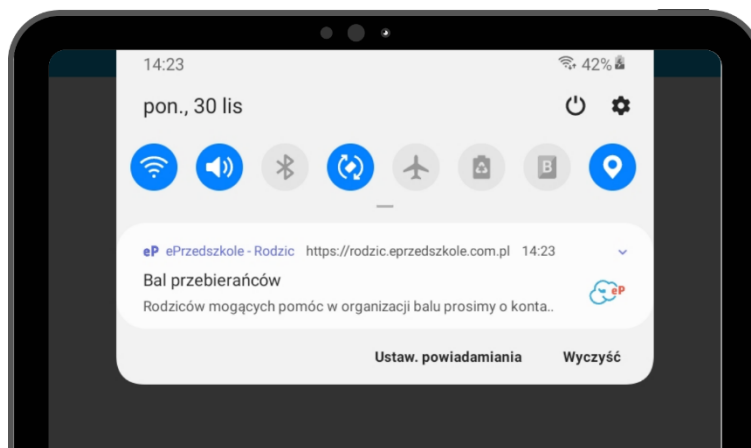 14:23 42%
pon., 30 lis
B
eP ePrzedszkole - Rodzic https://rodzic.eprzedszkole.com.pl 14:23
Bal przebierańców
eP
Rodziców mogących pomóc w organizacji balu prosimy o konta..
Ustaw. powiadamiania Wyczyść